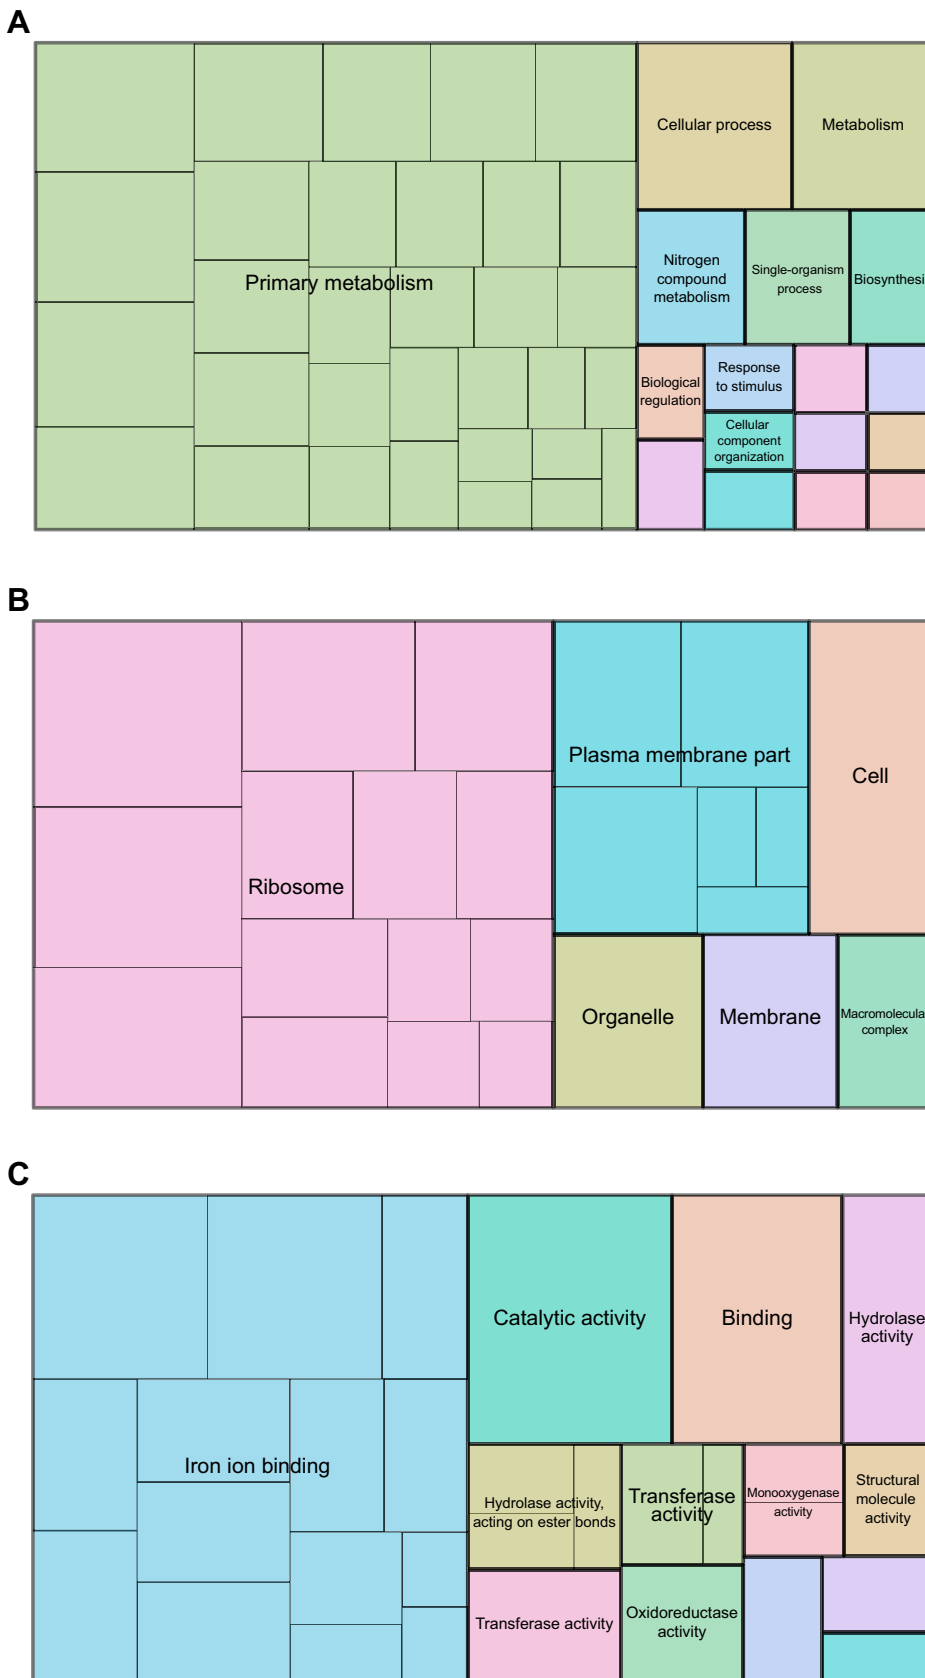 A
Cellular process
Metabolism
Primary metabolism
Nitrogen
compound
metabolism
Single-organism
process
Biosynthesi
Biological
regulation
Response
to stimulus
Cellular
component
organization
B
Ribosome
Plasma membrane part
Cell
Organelle
Membrane
Macromolecula
complex
C
Catalytic activity
Binding
Hydrolase
activity
Iron ion binding
Hydrolase activity,
acting on ester bonds
Transferase
activity
Monooxygenase
activity
Structural
molecule
activity
Transferase activity
Oxidoreductase
activity